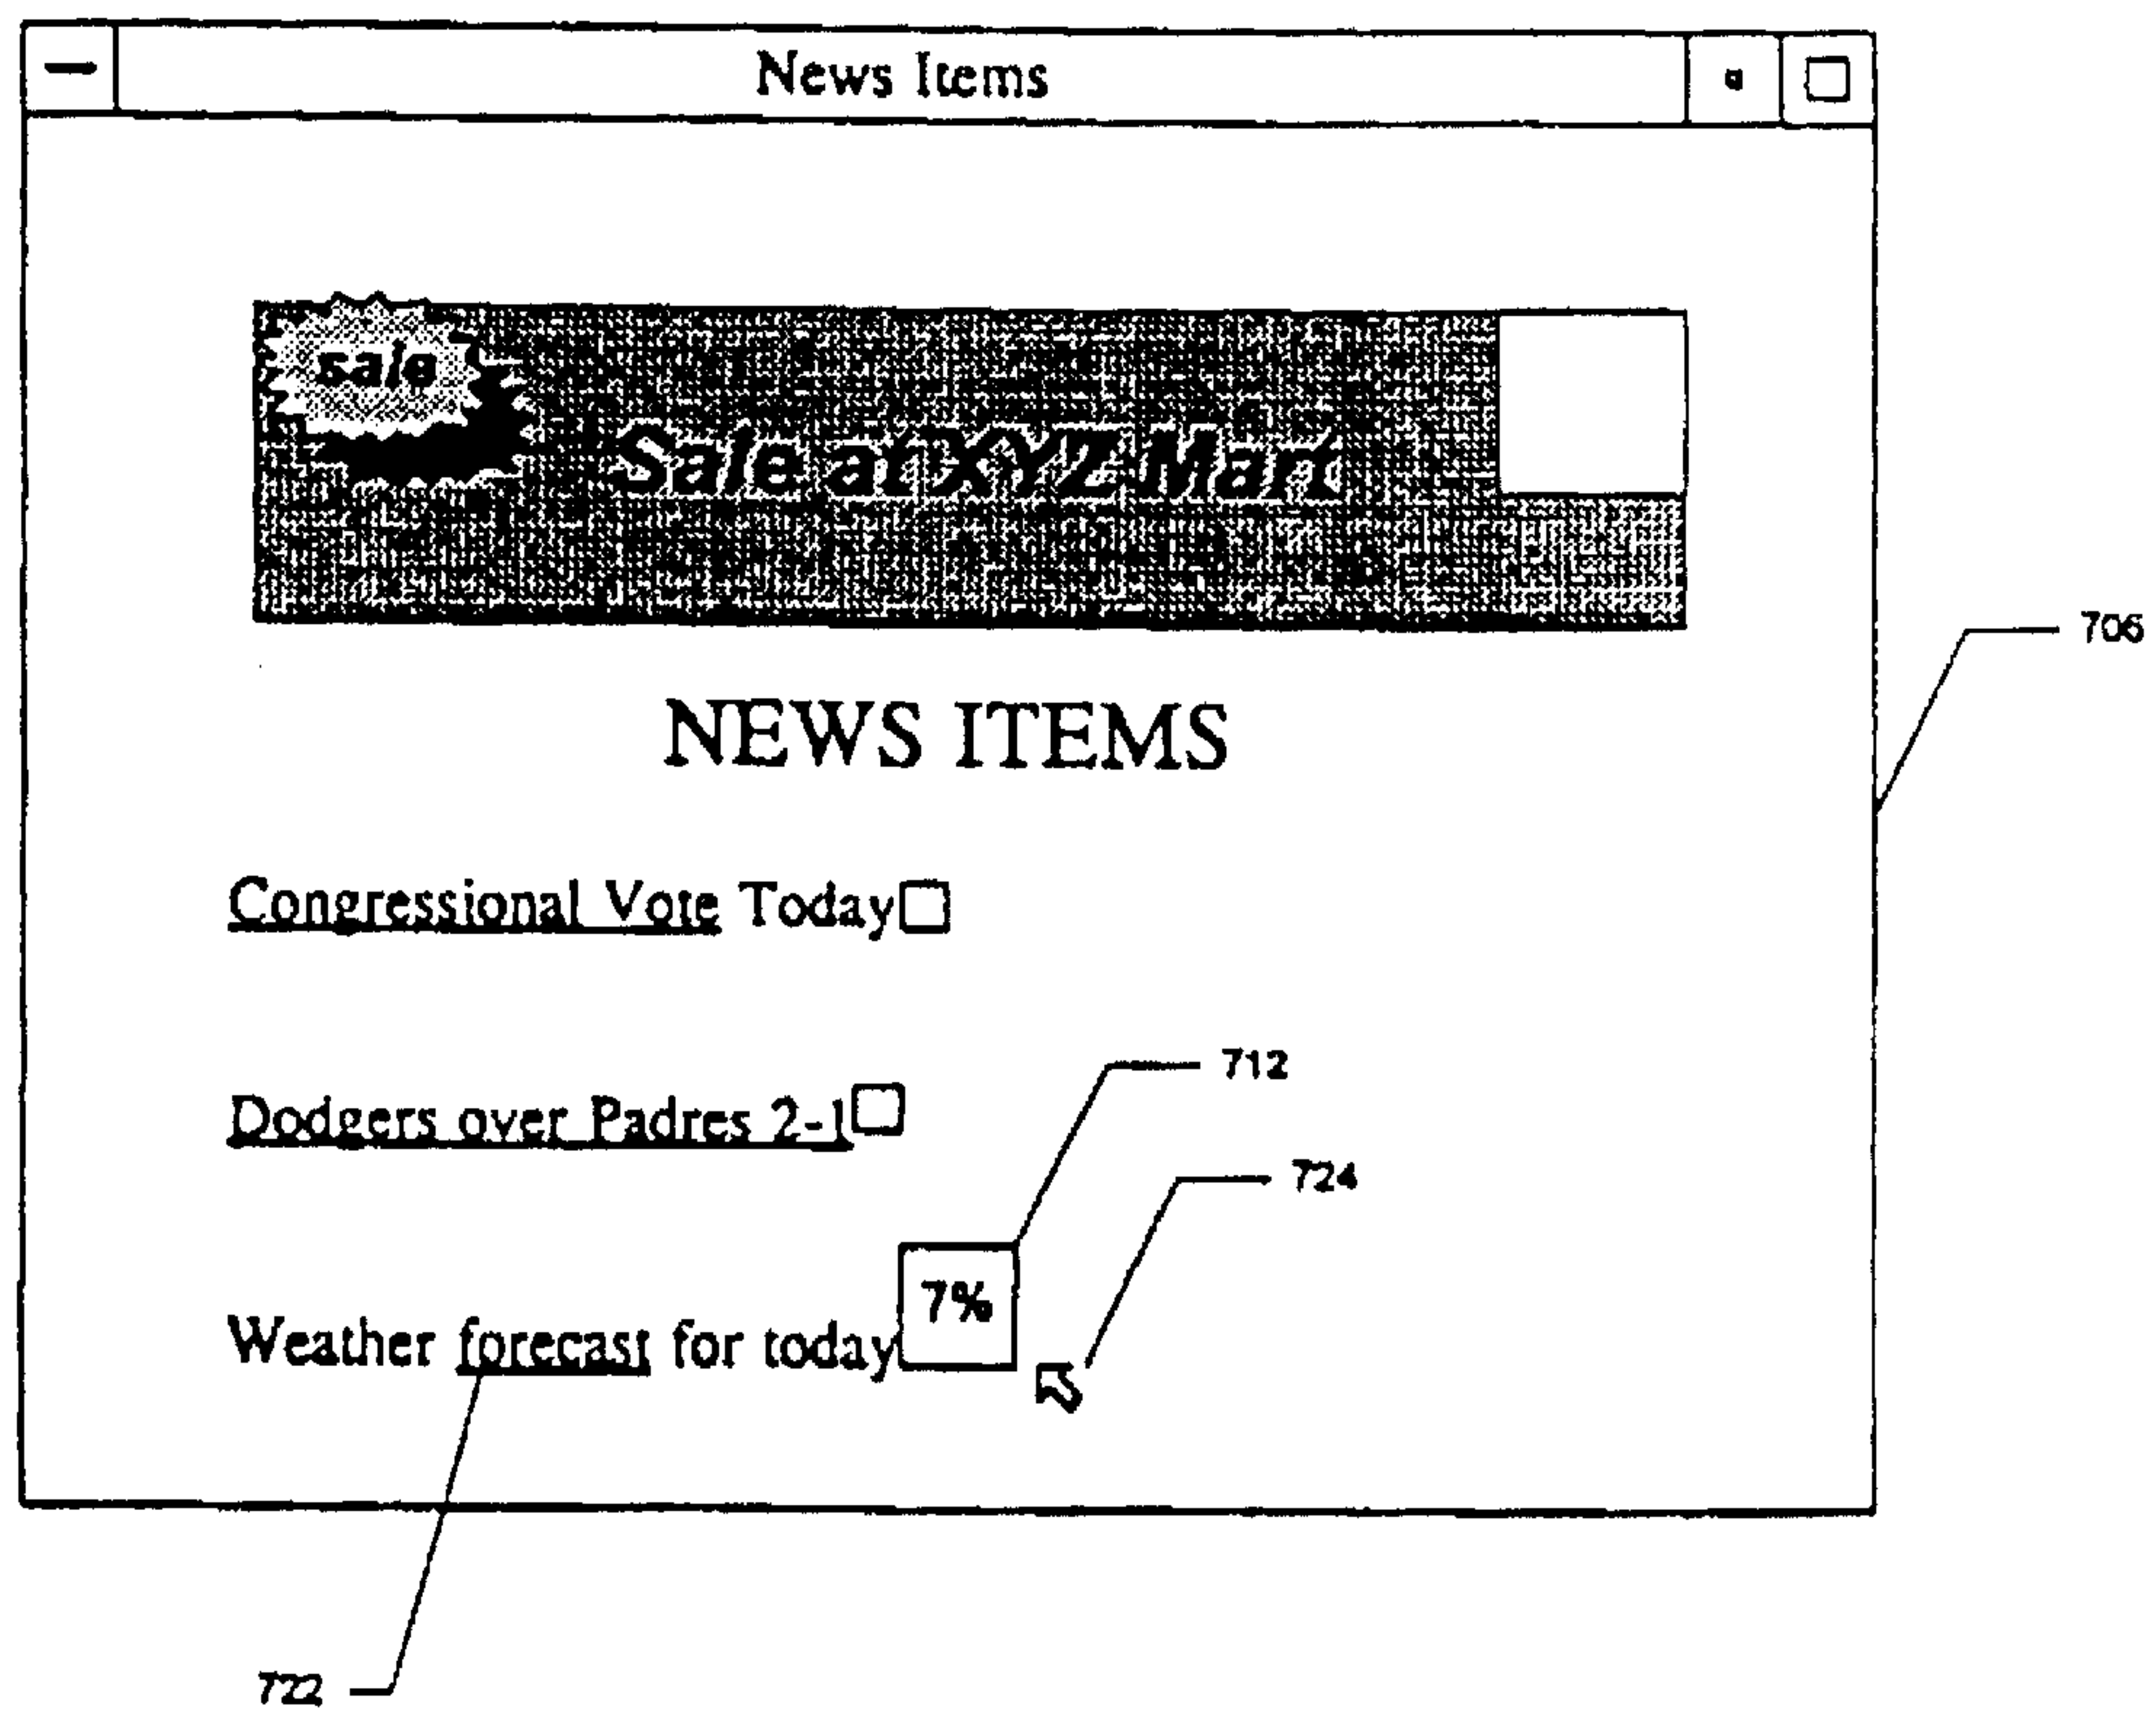 News Items
sale
Sale at XYZ Mart
706
NEWS ITEMS
Congressional Vote Today
712
Dodgers over Padres 2-1
724
7%
Weather forecast for today
722